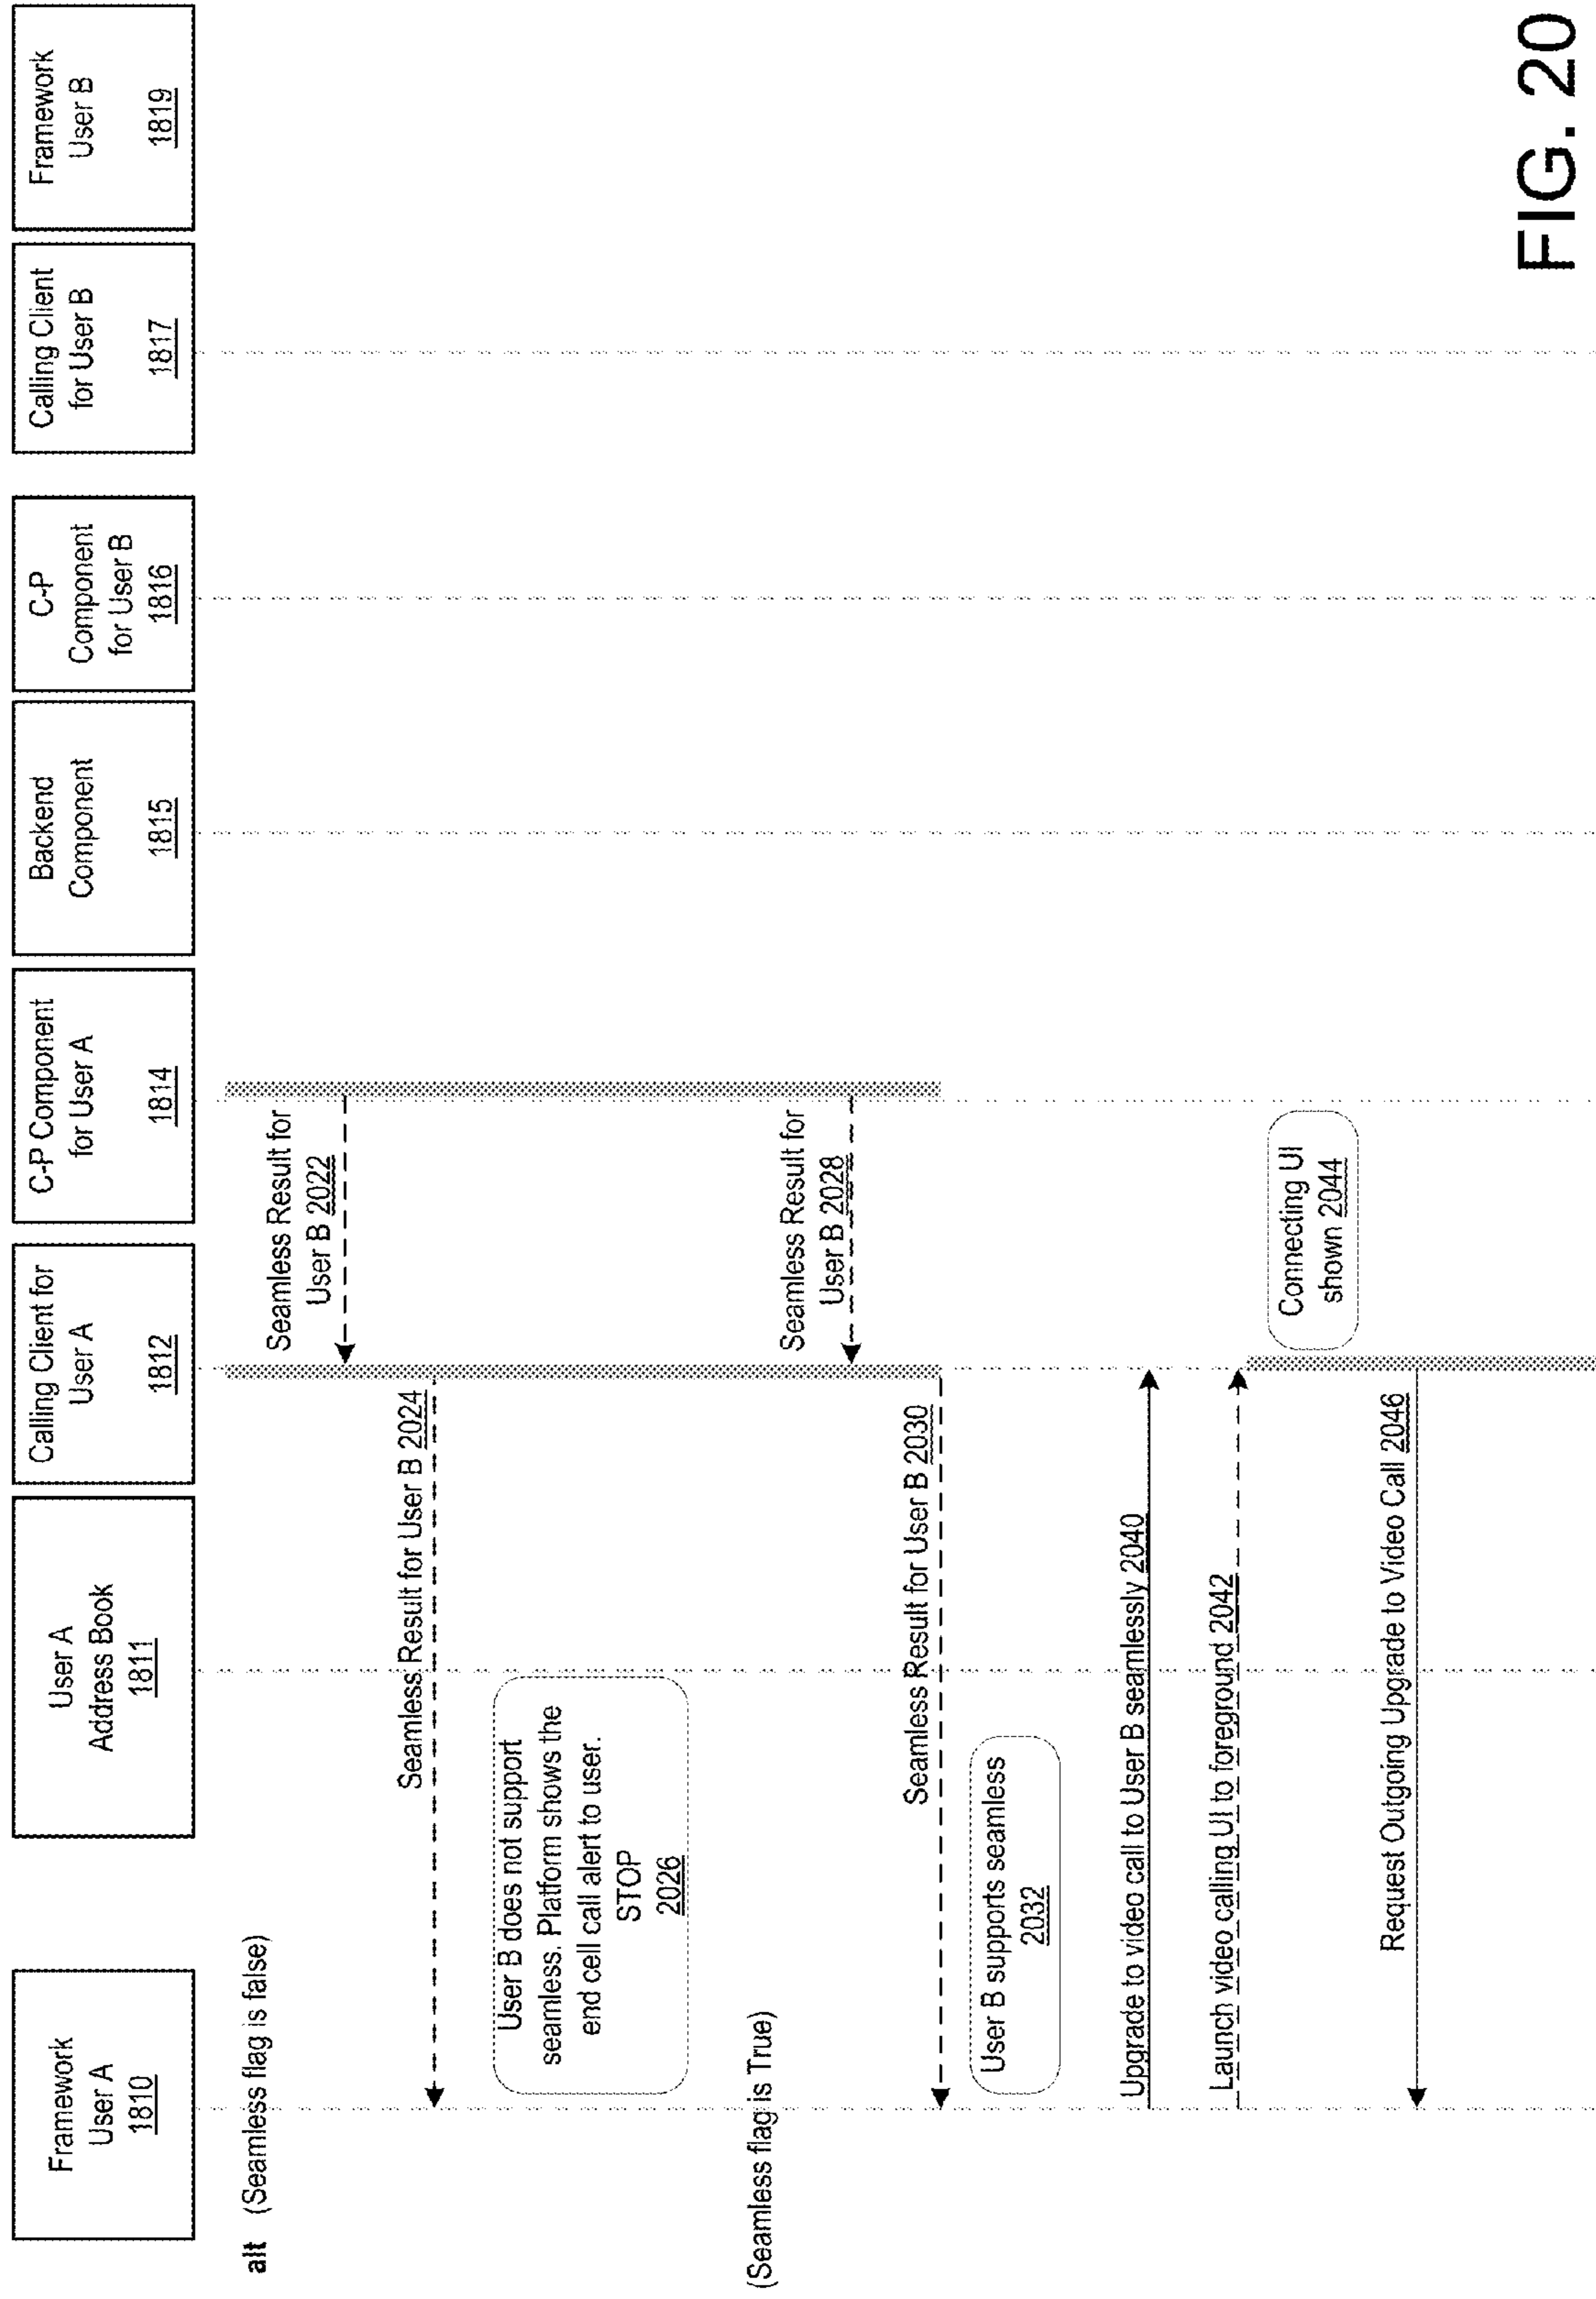 Framework
User A
1810
User A
Address Book
1811
Calling Client for
User A
1812
C-P Component
for User A
1814
Backend
Component
1815
C-P
Component
for User B
1816
Calling Client
for User B
1817
Framework
User B
1819
alt (Seamless flag is false)
Seamless Result for
User B 2022
Seamless Result for User B 2024
User B does not support
seamless. Platform shows the
end cell call alert to user.
STOP
2026
(Seamless flag is True)
Seamless Result for
User B 2028
Seamless Result for User B 2030
User B supports seamless
2032
Upgrade to video call to User B seamlessly 2040
Launch video calling UI to foreground 2042
Connecting UI
shown 2044
Request Outgoing Upgrade to Video Call 2046
FIG. 20